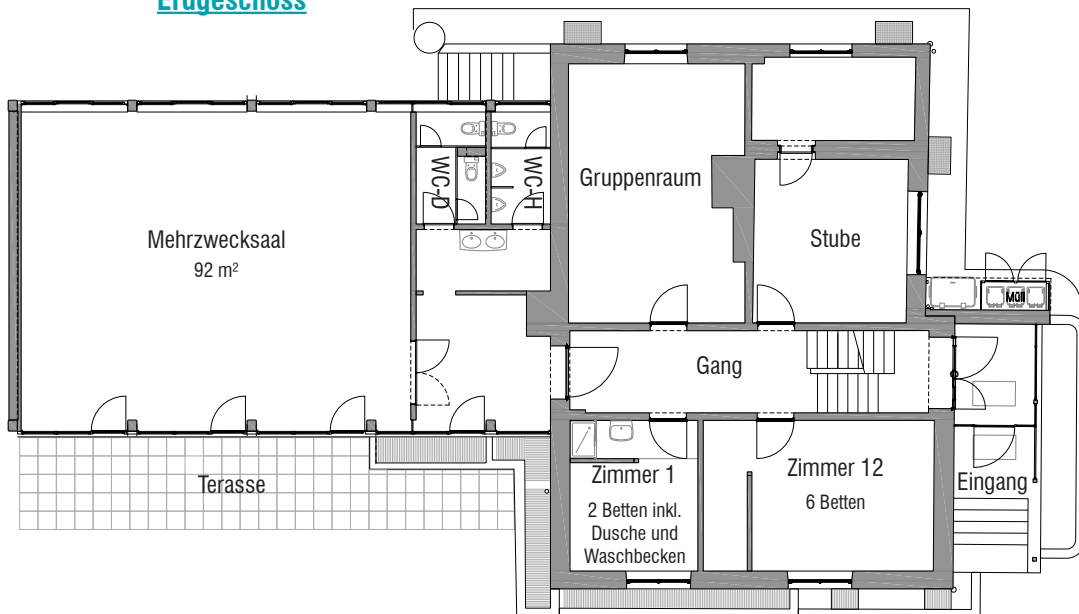 Erdgeschoss
WC-D
WC-H
Gruppenraum
Mehrzwecksaal
92 m²
Stube
Müll
Gang
Terasse
Zimmer 1
2 Betten inkl.
Dusche und
Waschbecken
Zimmer 12
6 Betten
Eingang